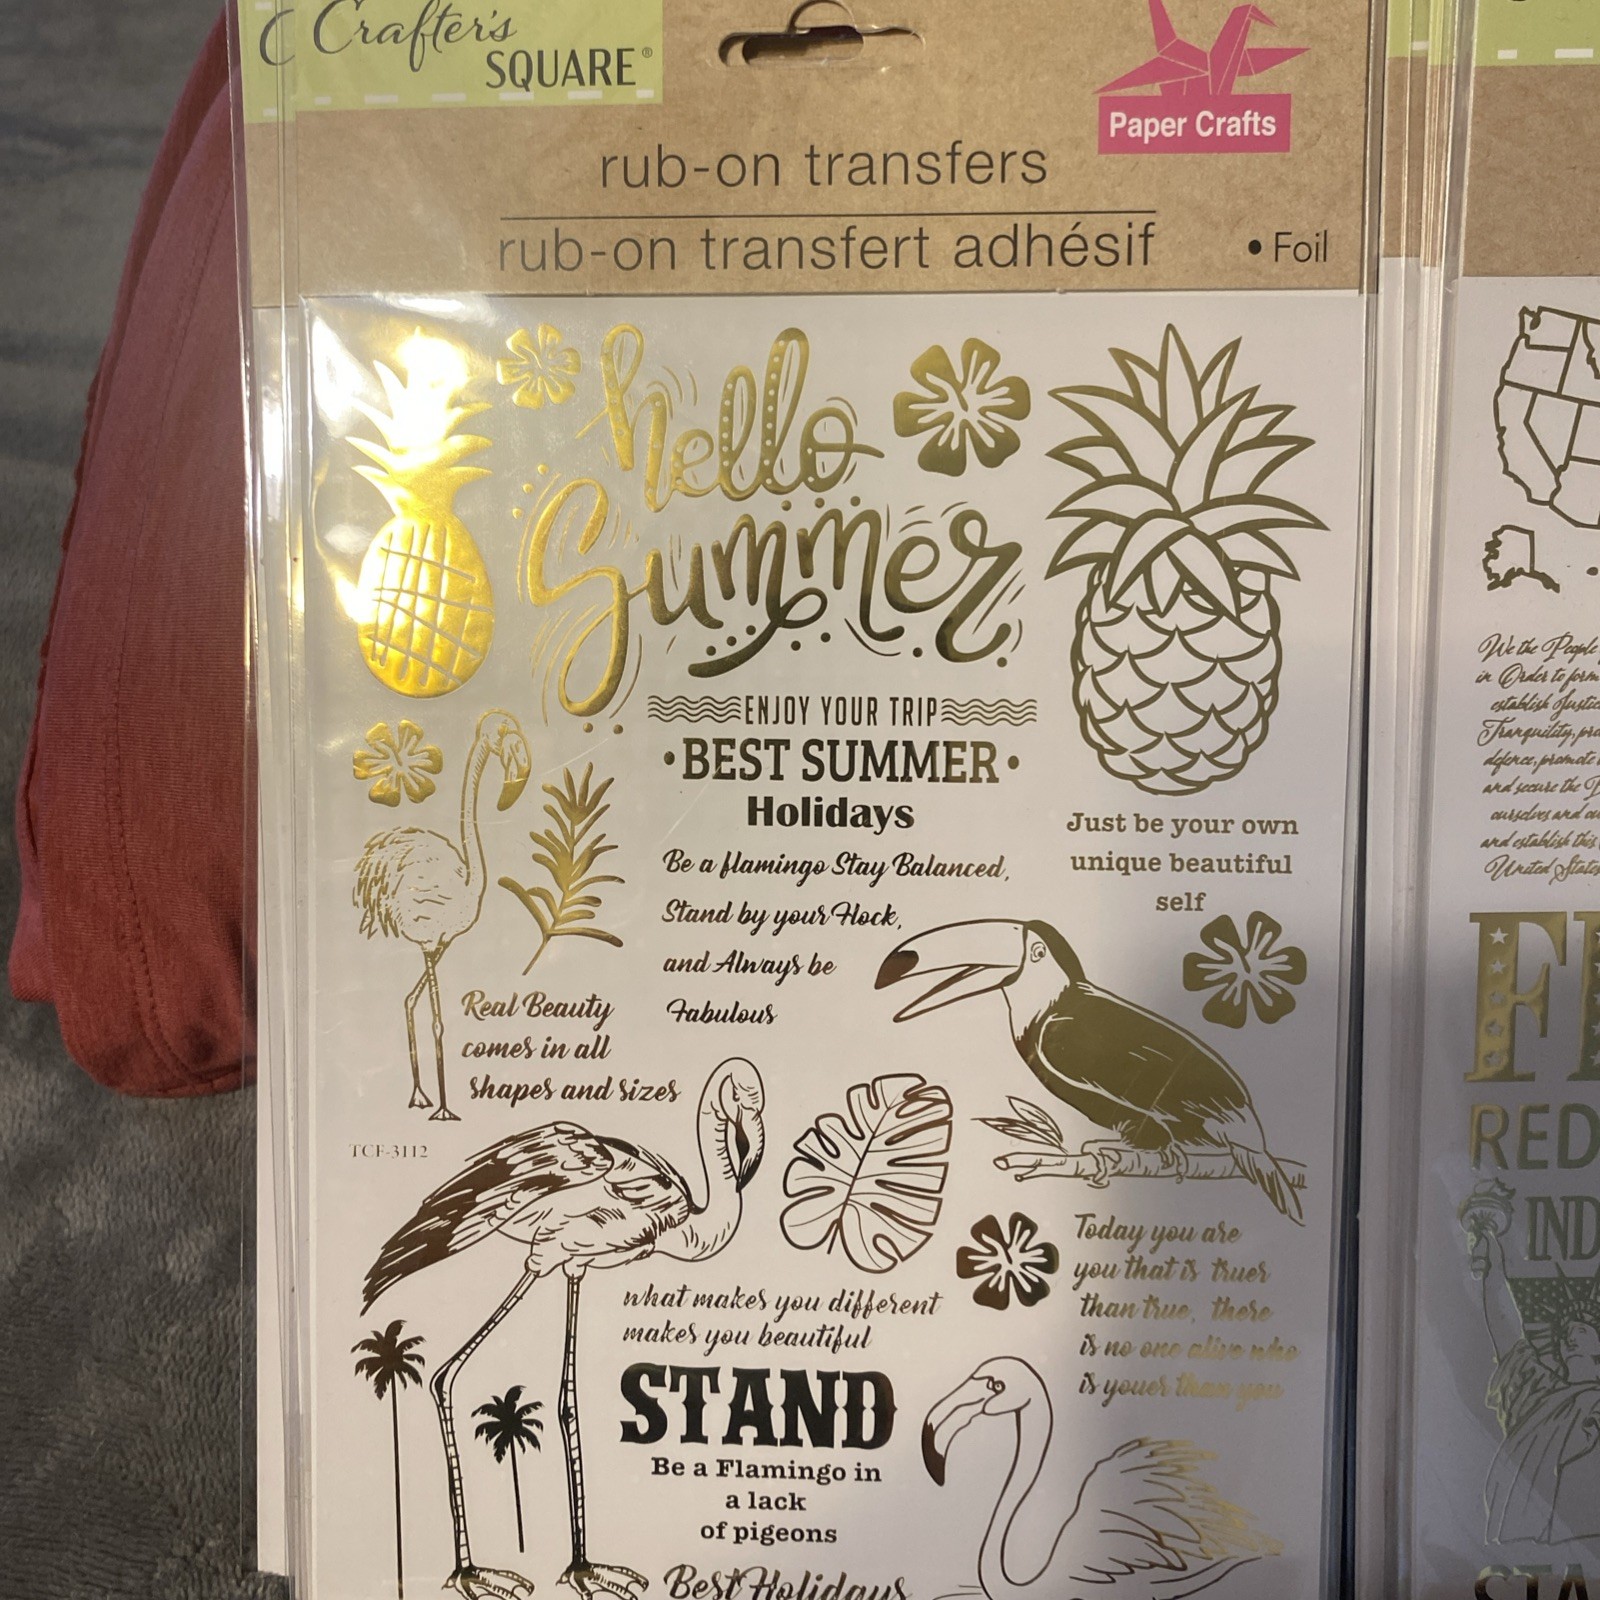 Crafter's
SQUARE®
Paper Crafts
rub-on transfers
rub-on transfert adhésif
• Foil
hello
Summer
ENJOY YOUR TRIP
•BEST SUMMER•
Holidays
Just be your own
unique beautiful
self
Be a flamingo Stay Balanced,
Stand by your Flock,
and Always be
Fabulous
Real Beauty
comes in all
shapes and sizes
TCF-3112
Today you are
you that is truer
than true, there
is no one alive who
is youer than you
what makes you different
makes you beautiful
STAND
Be a Flamingo in
a lack
of pigeons
Best Holidays
We the People
in Order to form
establish
Tranquility,
defence, promote
and secure the
ourselves and
and establish this
United States
RED